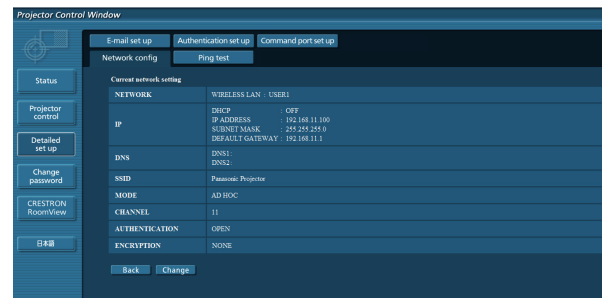 Projector Control Window
E-mail set up
Authentication set up
Command port set up
Network config
Ping test
Status
Projector
control
Detailed
set up
Change
password
CRESTRON
RoomView
日本語
Current network setting
NETWORK
WIRELESS LAN : USER1
IP
DHCP : OFF
IP ADDRESS : 192.168.11.100
SUBNET MASK : 255.255.255.0
DEFAULT GATEWAY : 192.168.11.1
DNS
DNS1:
DNS2:
SSID
Panasonic Projector
MODE
AD HOC
CHANNEL
11
AUTHENTICATION
OPEN
ENCRYPTION
NONE
Back
Change